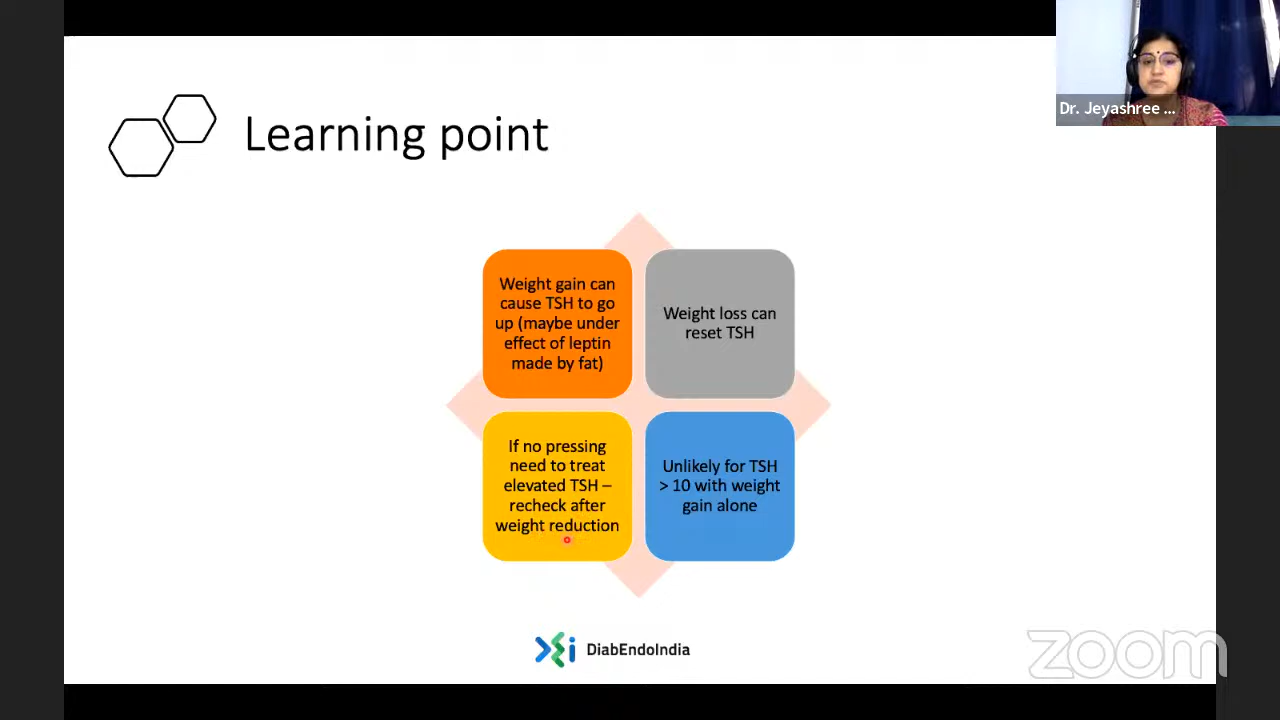 Dr. Jeyashree ...
Learning point
Weight gain can
cause TSH to go
up (maybe under
effect of leptin
made by fat)
Weight loss can
reset TSH
If no pressing
need to treat
elevated TSH –
recheck after
weight reduction
Unlikely for TSH
> 10 with weight
gain alone
DiabEndoIndia
zoom